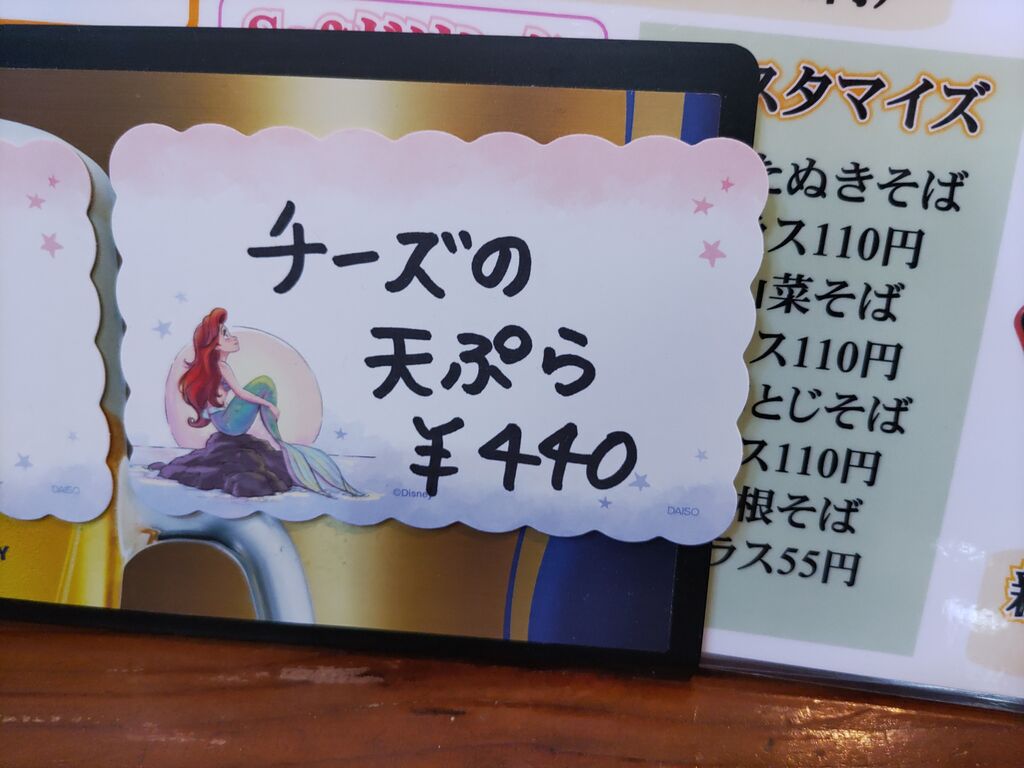 チーズの
天ぷら
¥440
©Disney
DAISO
DAISO
スタマイズ
たぬきそば
ス110円
菜そば
ス110円
とじそば
ス110円
根そば
ラス55円